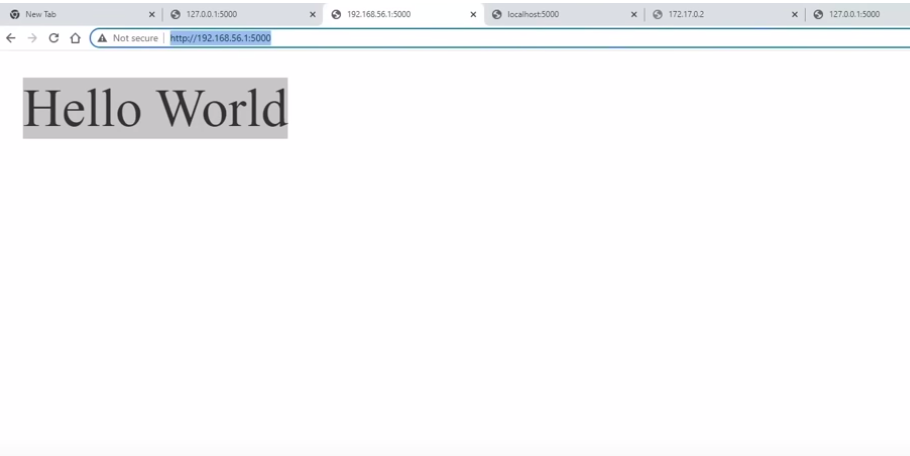 New Tab 127.0.0.1:5000 192.168.56.1:5000 localhost:5000 172.17.0.2 127.0.0.1:5000
Not secure http://192.168.56.1:5000
Hello World